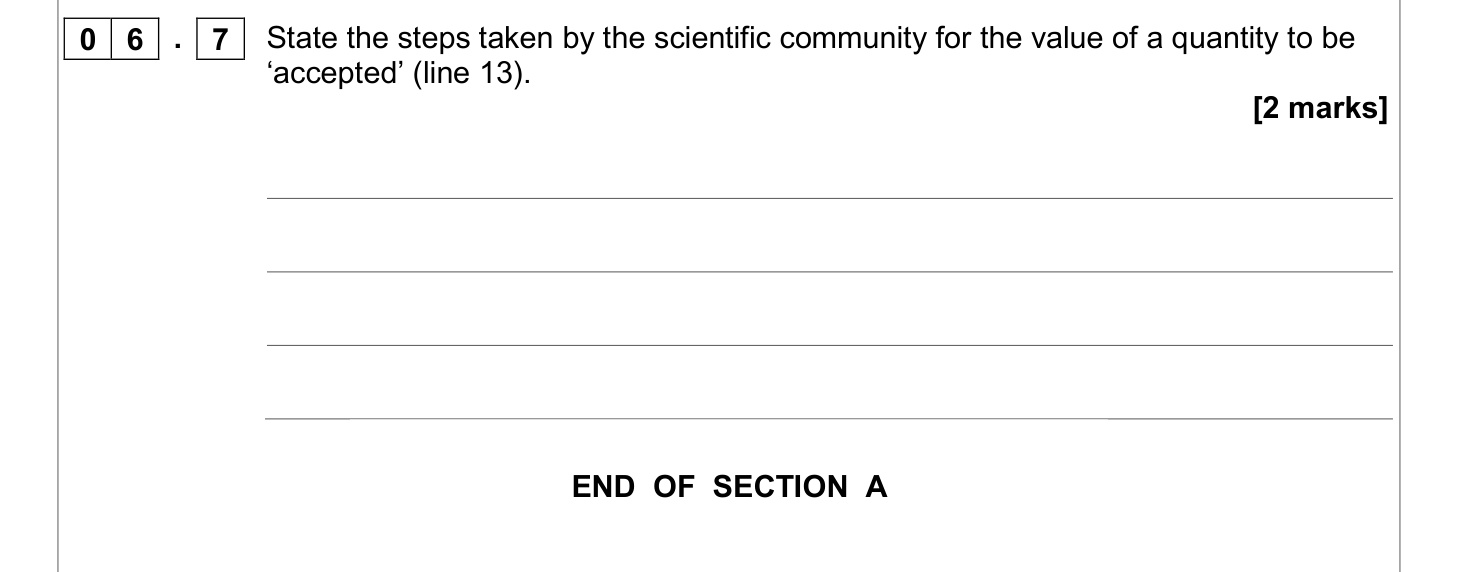 0 6 . 7 State the steps taken by the scientific community for the value of a quantity to be
‘accepted’ (line 13).
[2 marks]
END OF SECTION A